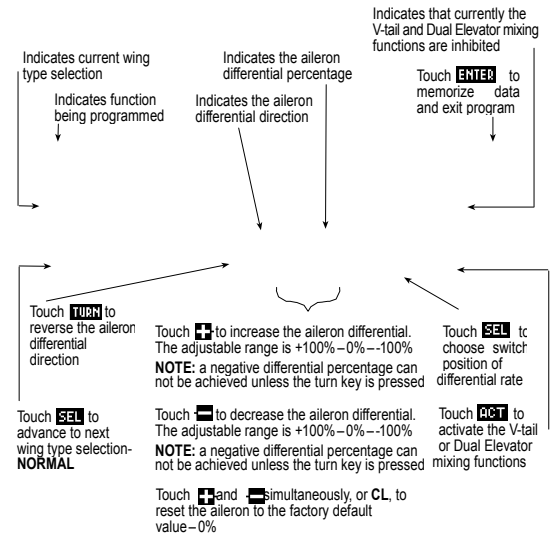 Indicates that currently the
V-tail and Dual Elevator mixing
functions are inhibited
Indicates current wing
type selection
Indicates the aileron
differential percentage
Touch ENTER to
memorize data
and exit program
Indicates function
being programmed
Indicates the aileron
differential direction
Touch TURN to
reverse the aileron
differential
direction
Touch + to increase the aileron differential.
The adjustable range is +100%–0%–-100%
NOTE: a negative differential percentage can
not be achieved unless the turn key is pressed
Touch SEL to
choose switch
position of
differential rate
Touch SEL to
advance to next
wing type selection-
NORMAL
Touch - to decrease the aileron differential.
The adjustable range is +100%–0%–-100%
NOTE: a negative differential percentage can
not be achieved unless the turn key is pressed
Touch ACT to
activate the V-tail
or Dual Elevator
mixing functions
Touch + and - simultaneously, or CL, to
reset the aileron to the factory default
value–0%